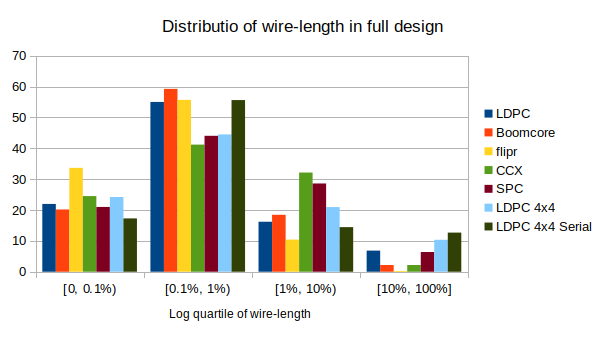 Distributio of wire-length in full design
70
60
50
40
30
20
10
0
[0, 0.1%)
[0.1%, 1%)
[1%, 10%)
[10%, 100%]
Log quartile of wire-length
LDPC
Boomcore
flipr
CCX
SPC
LDPC 4x4
LDPC 4x4 Serial